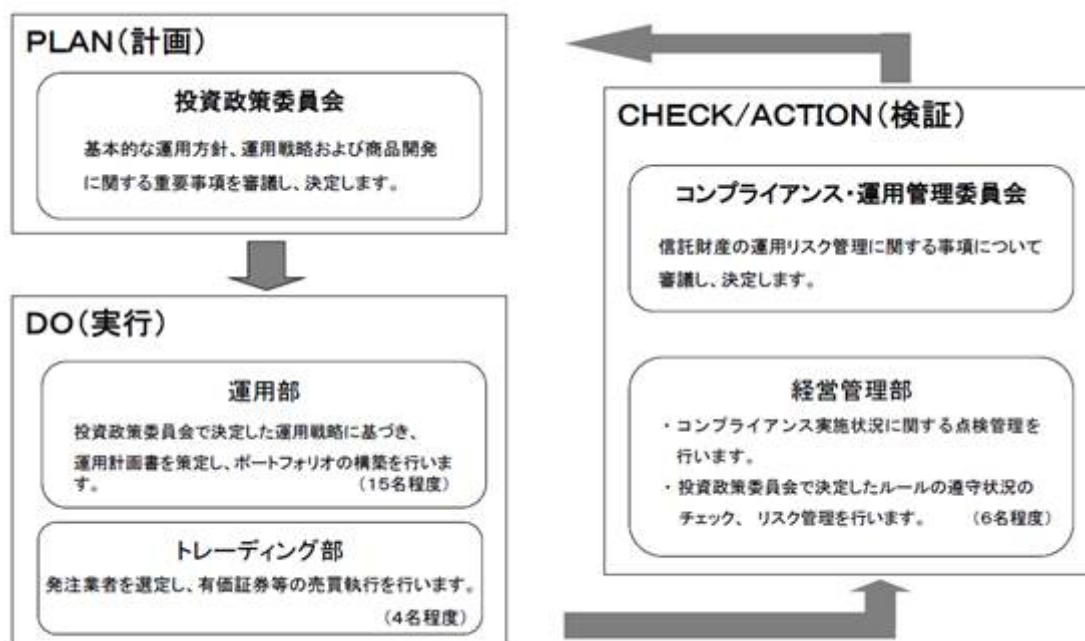 PLAN(計画)
投資政策委員会
基本的な運用方針、運用戦略および商品開発
に関する重要事項を審議し、決定します。
DO(実行)
運用部
投資政策委員会で決定した運用戦略に基づき、
運用計画書を策定し、ポートフォリオの構築を行いま
す。 (15名程度)
トレーディング部
発注業者を選定し、有価証券等の売買執行を行います。
(4名程度)
CHECK/ACTION(検証)
コンプライアンス・運用管理委員会
信託財産の運用リスク管理に関する事項について
審議し、決定します。
経営管理部
・コンプライアンス実施状況に関する点検管理を
行います。
・投資政策委員会で決定したルールの遵守状況の
チェック、 リスク管理を行います。 (6名程度)